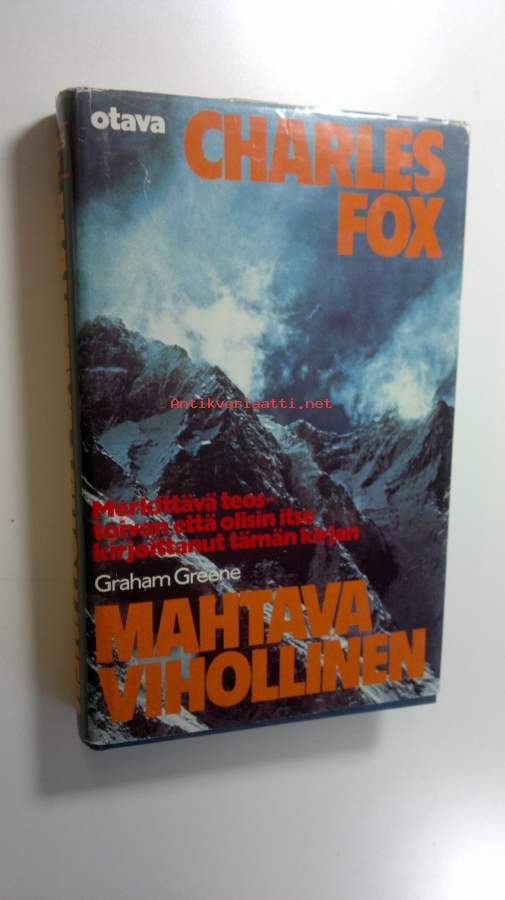 otava
CHARLES
FOX
Antikvariaatti.net
Merkittävä teos-
toivon että olisin itse
kirjoittanut tämän kirjan
Graham Greene
MAHTAVA
VIHOLLINEN